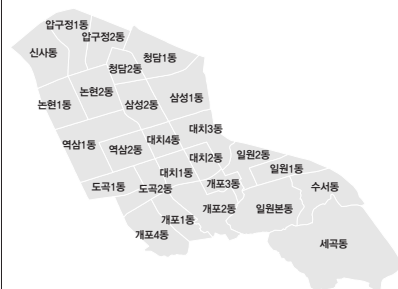 압구정1동
압구정2동
신사동
청담1동
청담2동
논현2동
논현1동
삼성2동
삼성1동
대치3동
역삼1동
역삼2동
대치4동
대치2동
일원2동
대치1동
일원1동
도곡1동
도곡2동
개포3동
수서동
개포1동
개포2동
일원본동
개포4동
세곡동